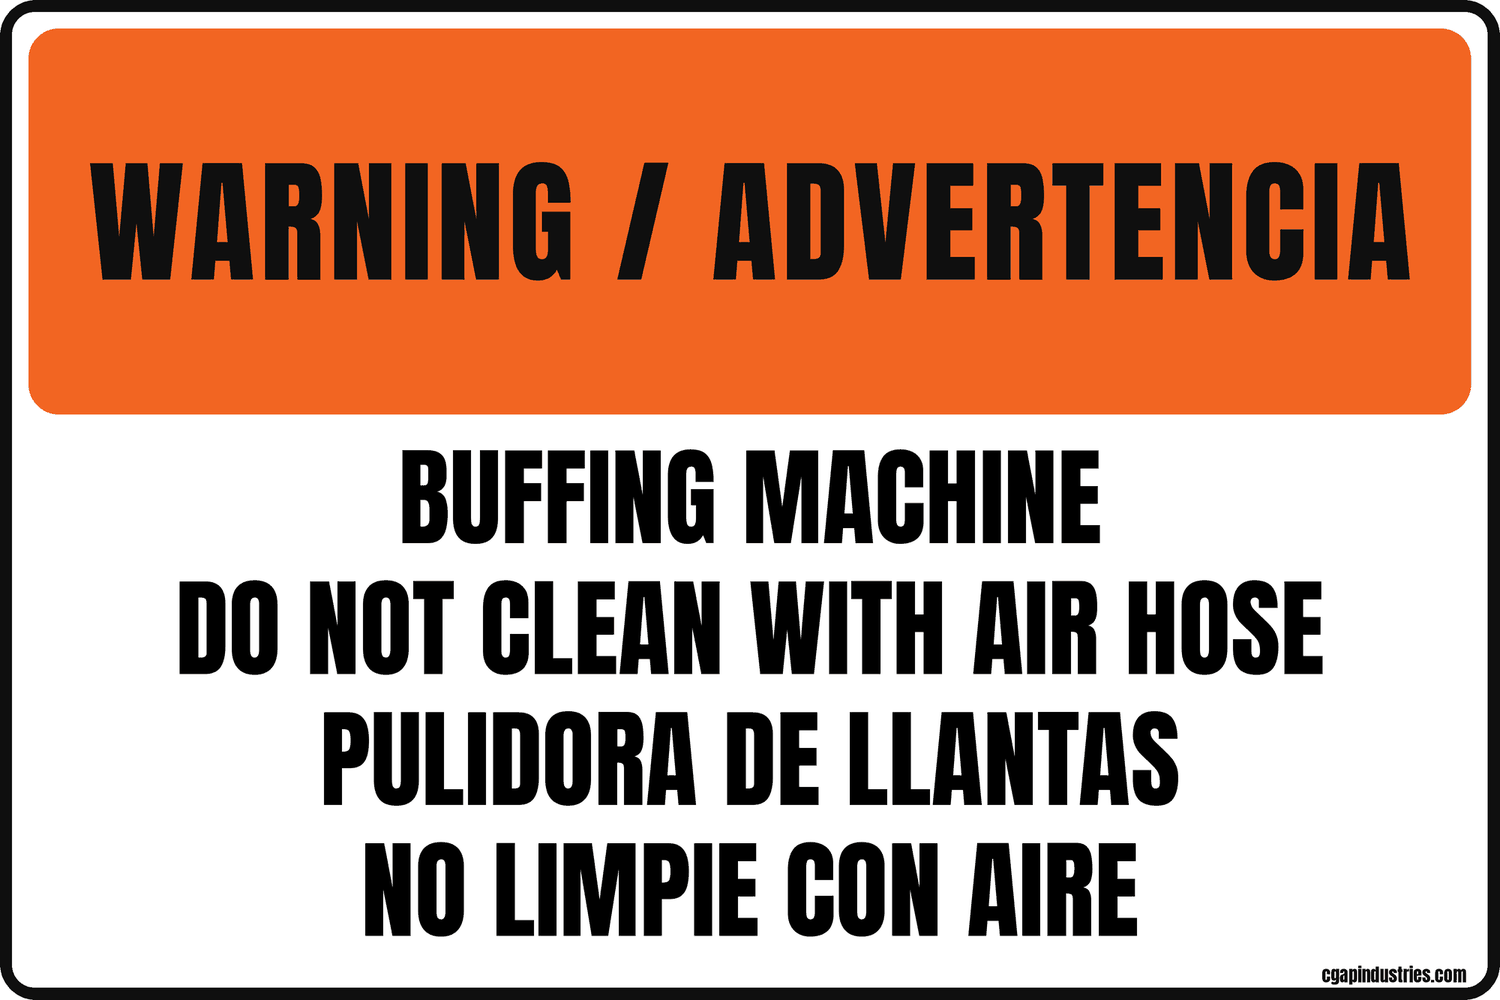 WARNING / ADVERTENCIA
BUFFING MACHINE
DO NOT CLEAN WITH AIR HOSE
PULIDORA DE LLANTAS
NO LIMPIE CON AIRE
cgapindustries.com